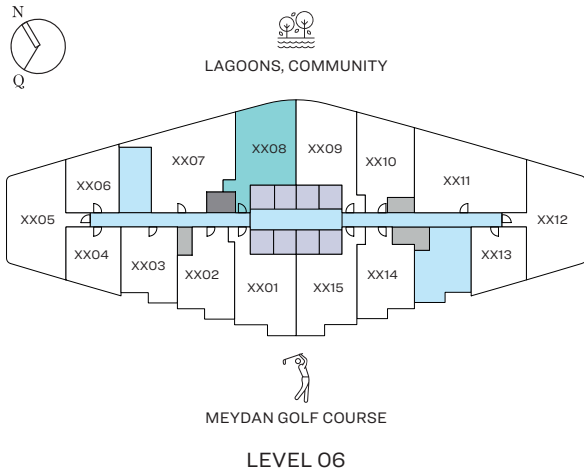 N
Q
LAGOONS, COMMUNITY
XX08
XX09
XX07
XX10
XX06
XX11
XX05
XX12
XX04
XX03
XX02
XX01
XX15
XX14
XX13
MEYDAN GOLF COURSE
LEVEL 06